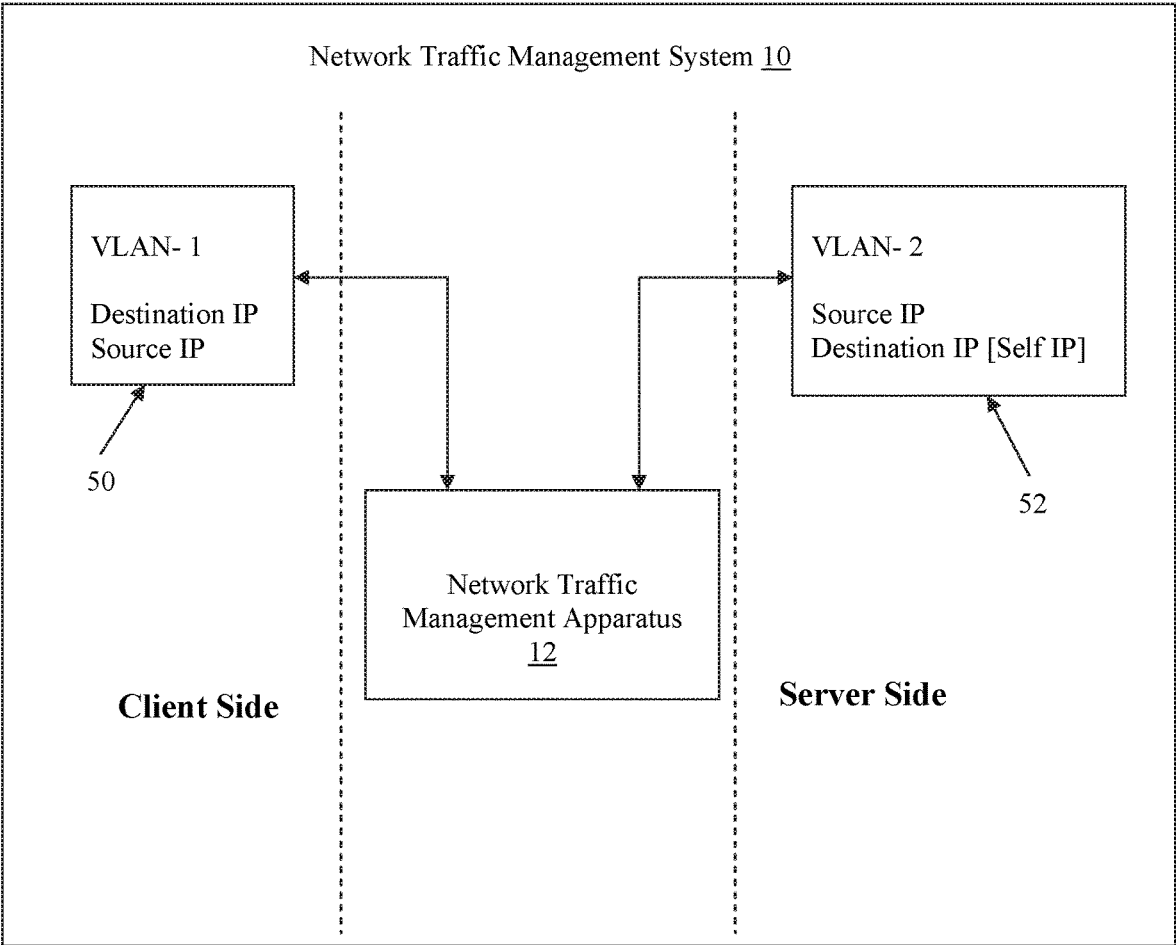 Network Traffic Management System 10
VLAN- 1
Destination IP
Source IP
50
VLAN- 2
Source IP
Destination IP [Self IP]
52
Network Traffic
Management Apparatus
12
Client Side
Server Side